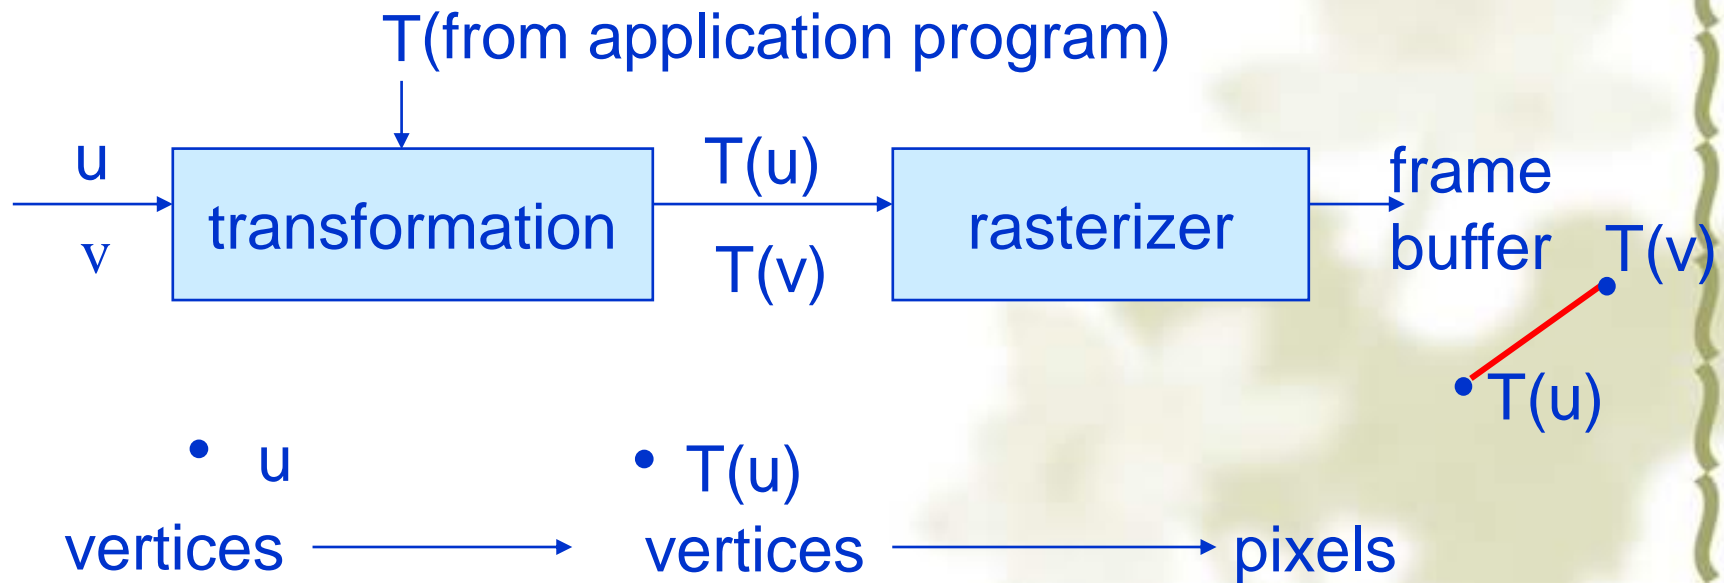 T(from application program)
u
v
transformation
T(u)
T(v)
rasterizer
frame
buffer
T(v)
T(u)
u
T(u)
vertices
vertices
pixels